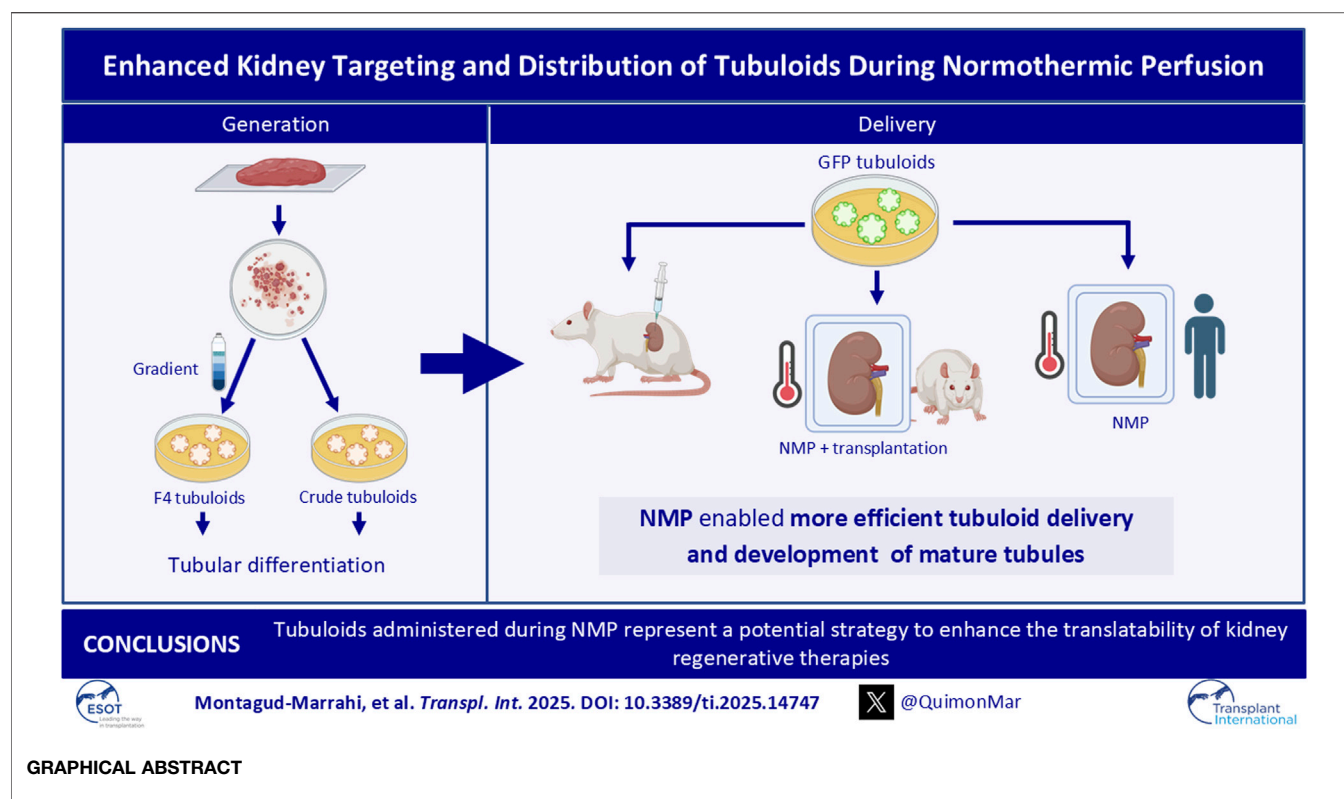 Enhanced Kidney Targeting and Distribution of Tubuloids During Normothermic Perfusion
Generation
Gradient
F4 tubuloids
Crude tubuloids
Tubular differentiation
Delivery
GFP tubuloids
NMP + transplantation
NMP
NMP enabled more efficient tubuloid delivery
and development of mature tubules
CONCLUSIONS
Tubuloids administered during NMP represent a potential strategy to enhance the translatability of kidney
regenerative therapies
ESOT
Leading the way
in transplantation
Montagud-Marrahi, et al. Transpl. Int. 2025. DOI: 10.3389/ti.2025.14747
X
@QuimonMar
Transplant
International
GRAPHICAL ABSTRACT